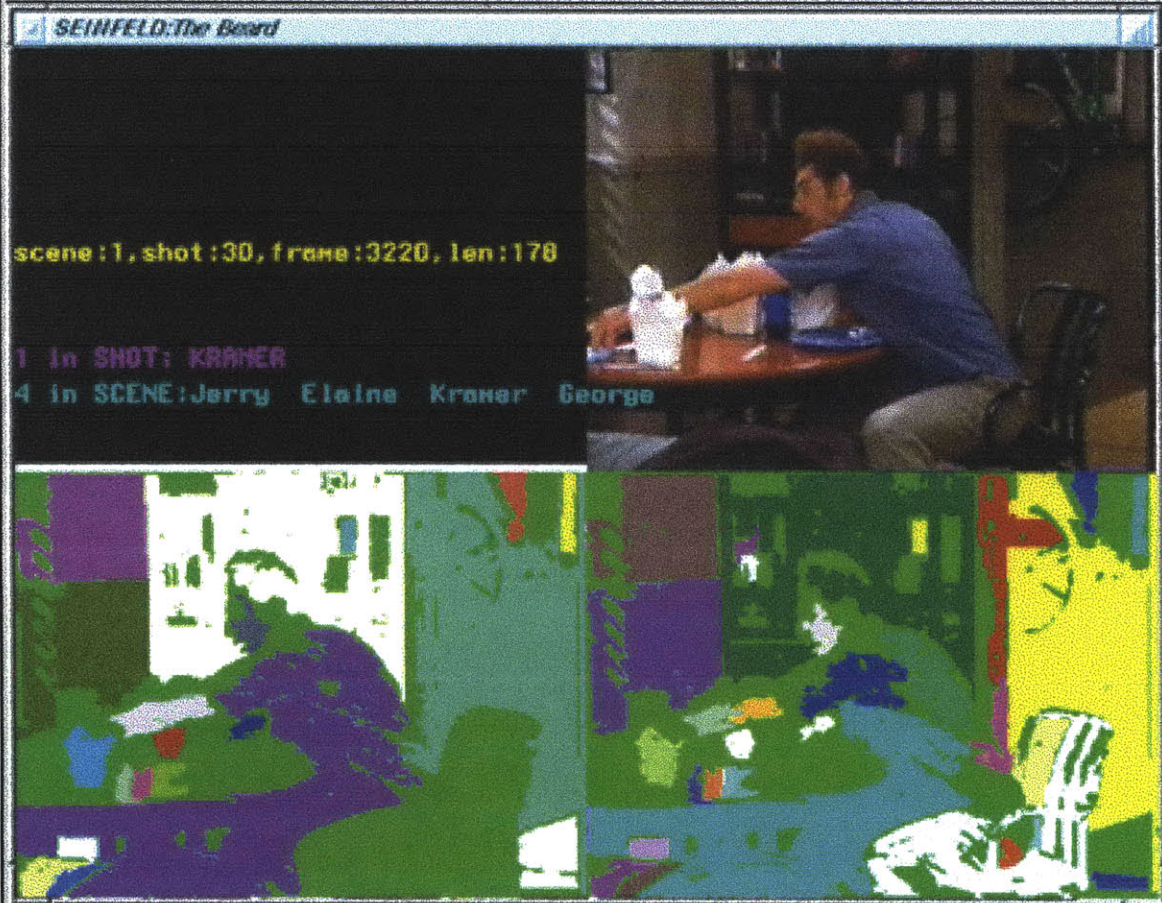 SEINFELD:The Beard
scene:1,shot:30,frame:3220,len:178
1 in SHOT: KRAMER
4 in SCENE:Jerry Elaine Kramer George